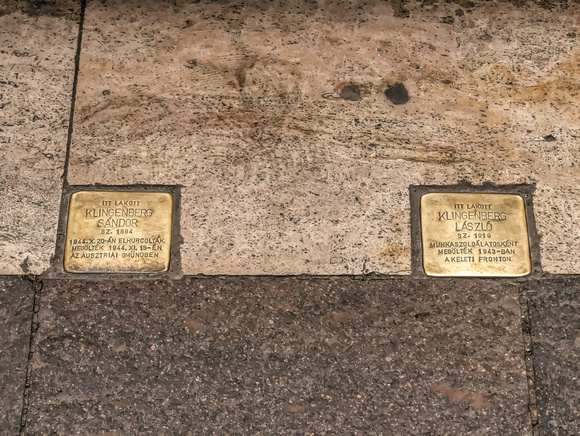 ITT LAKOTT
KLINGENBERG
SÁNDOR
SZ. 1884
1944.X.20-ÁN ELHURCOLTÁK,
MEGÖLTÉK 1944.XI.13-ÉN
AZ AUSZTRIAI GMÜNDBEN
ITT LAKOTT
KLINGENBERG
LÁSZLÓ
SZ. 1919
MUNKASZOLGÁLATOSKÉNT
MEGÖLTÉK 1943-BAN
A KELETI FRONTON